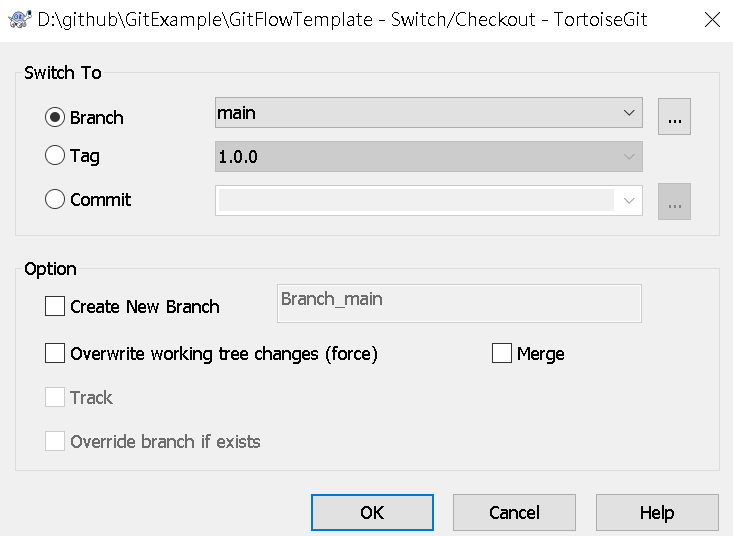 D:\github\GitExample\GitFlowTemplate - Switch/Checkout - TortoiseGit
Switch To
Branch main ...
Tag 1.0.0
Commit ...
Option
Create New Branch Branch_main
Overwrite working tree changes (force) Merge
Track
Override branch if exists
OK Cancel Help